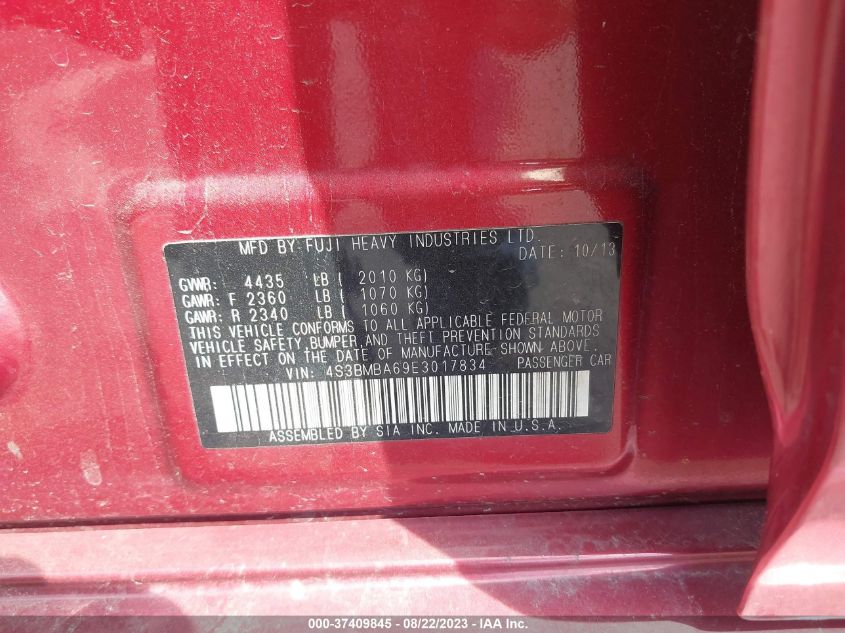 MFD BY:FUJI HEAVY INDUSTRIES LTD.
DATE: 10/13
GVWR: 4435 LB ( 2010 KG)
GAWR: F 2360 LB ( 1070 KG)
GAWR: R 2340 LB ( 1060 KG)
THIS VEHICLE CONFORMS TO ALL APPLICABLE FEDERAL MOTOR
VEHICLE SAFETY, BUMPER, AND THEFT PREVENTION STANDARDS
IN EFFECT ON THE DATE OF MANUFACTURE SHOWN ABOVE.
VIN: 4S3BMBA69E3017834 PASSENGER CAR
ASSEMBLED BY SIA INC. MADE IN U.S.A.
000-37409845 - 08/22/2023 - IAAI.com